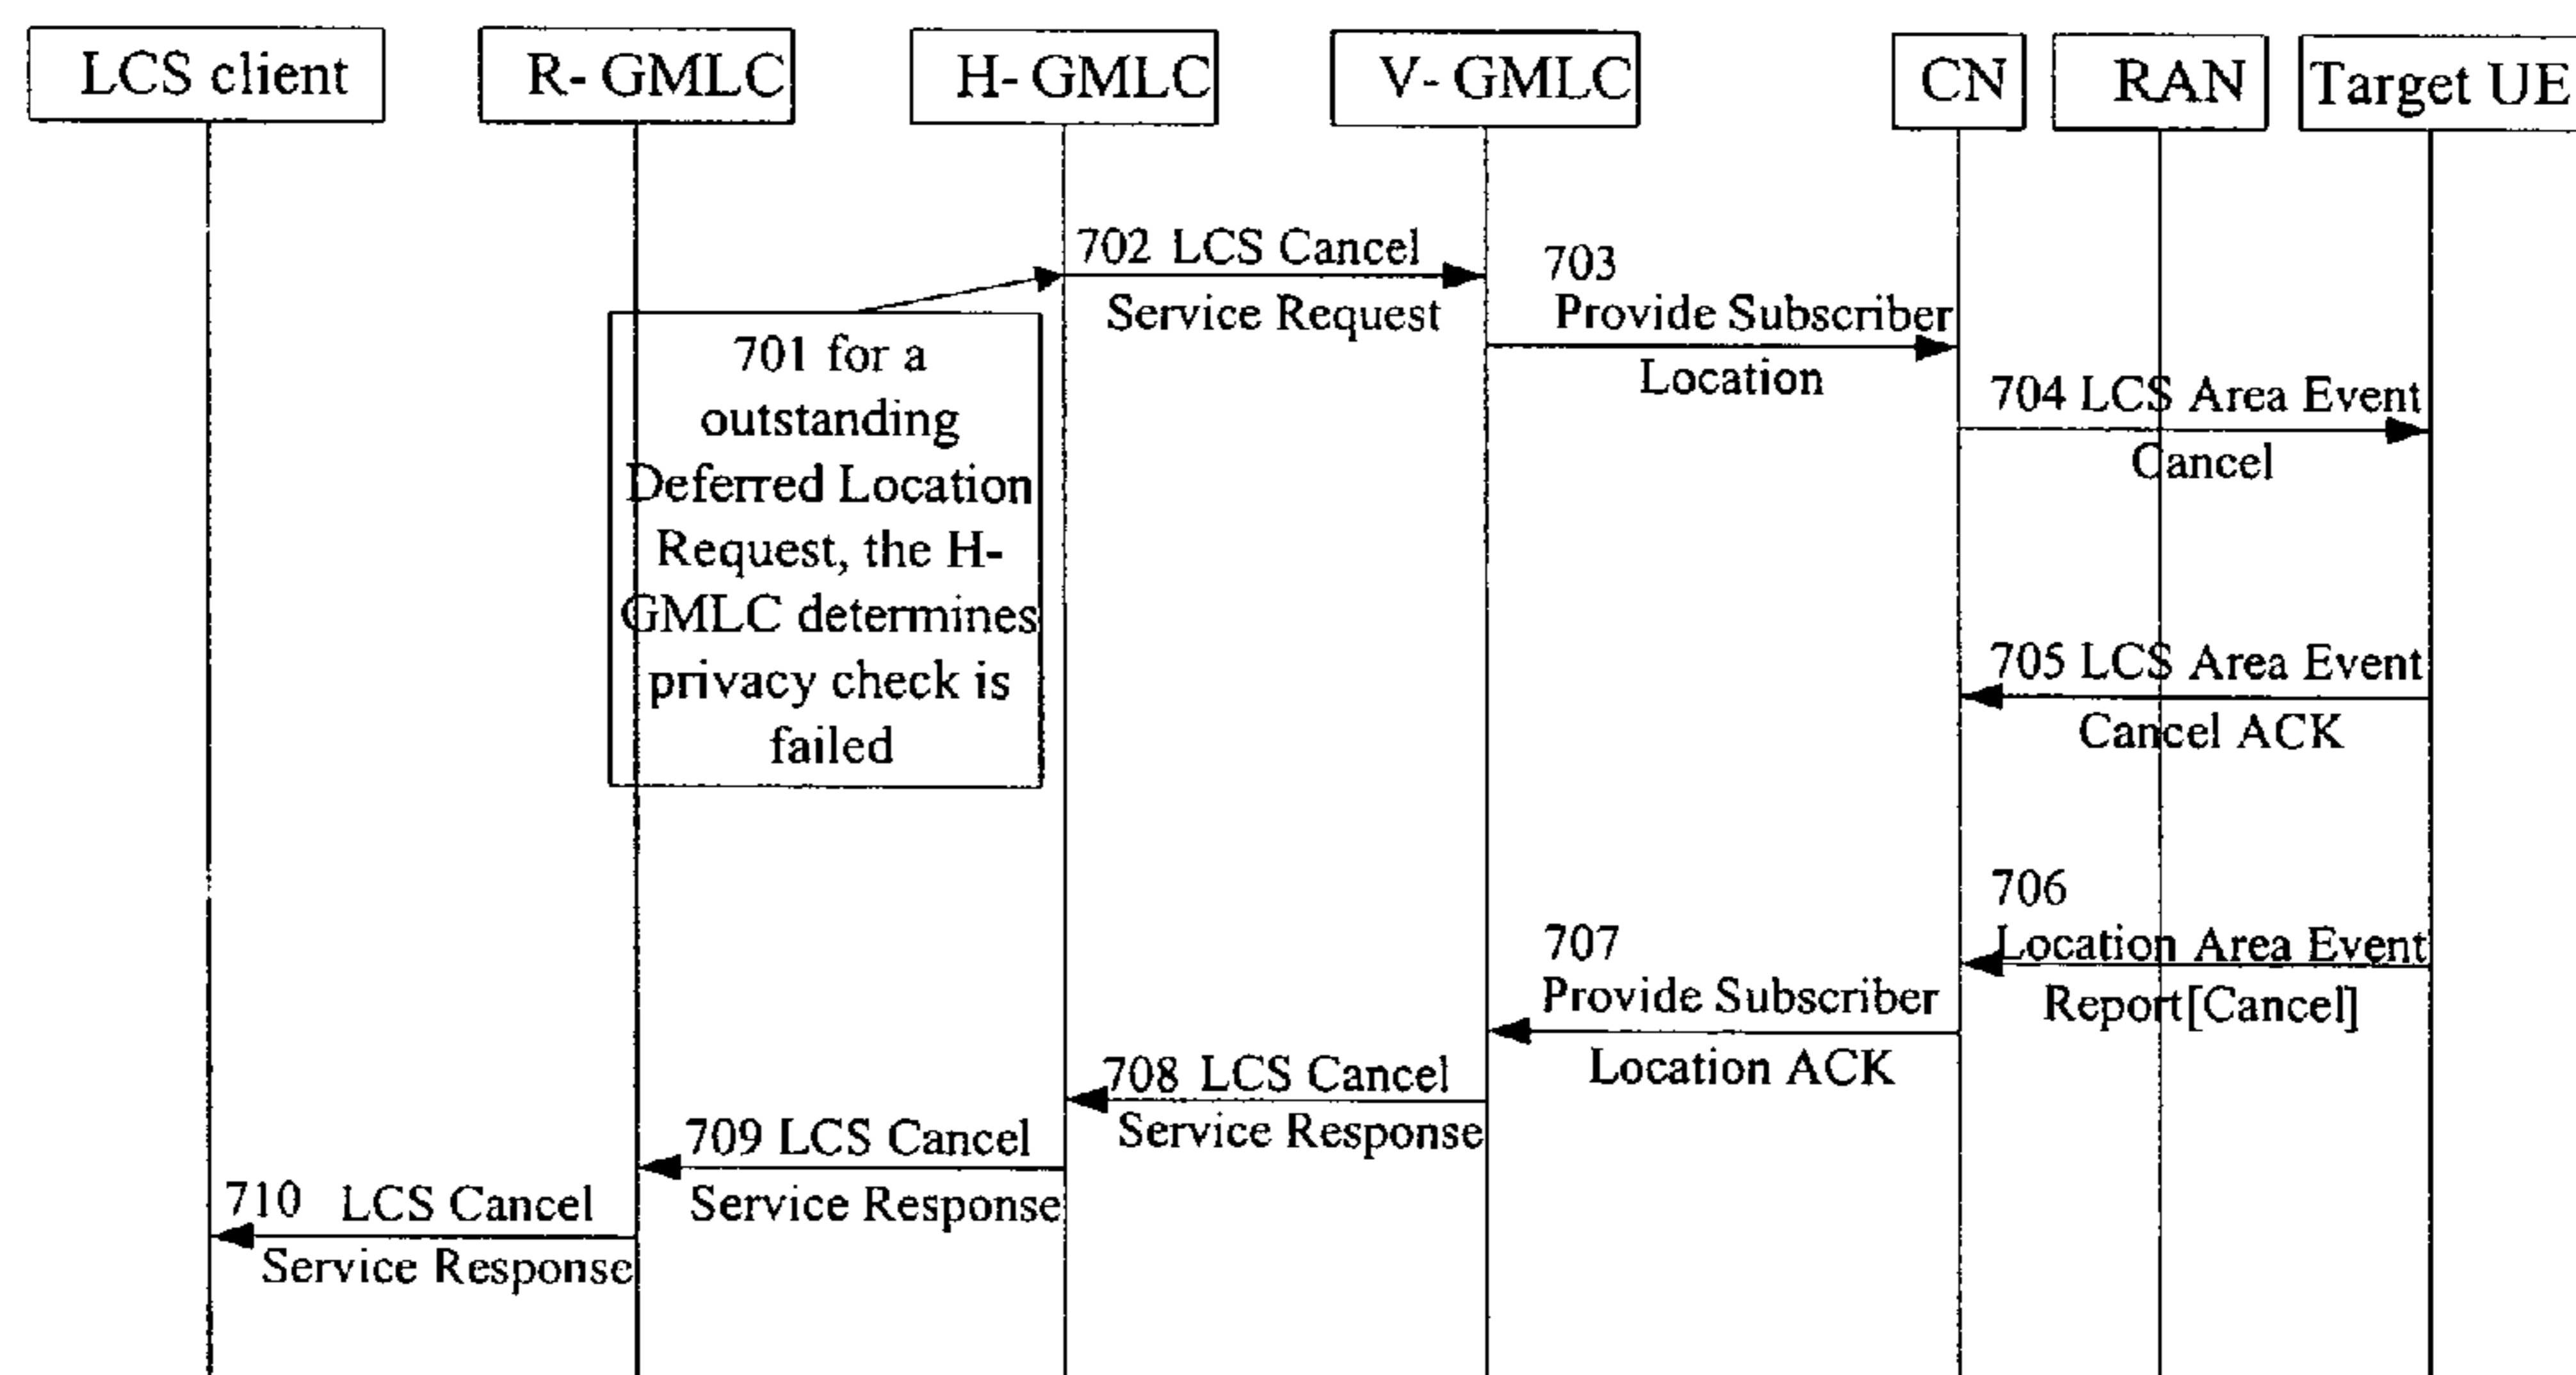 LCS client
R- GMLC
H- GMLC
V- GMLC
CN
RAN
Target UE
702 LCS Cancel
Service Request
703
Provide Subscriber
Location
701 for a
outstanding
Deferred Location
Request, the H-
GMLC determines
privacy check is
failed
704 LCS Area Event
Cancel
705 LCS Area Event
Cancel ACK
706
Location Area Event
Report[Cancel]
707
Provide Subscriber
Location ACK
708 LCS Cancel
Service Response
709 LCS Cancel
Service Response
710 LCS Cancel
Service Response